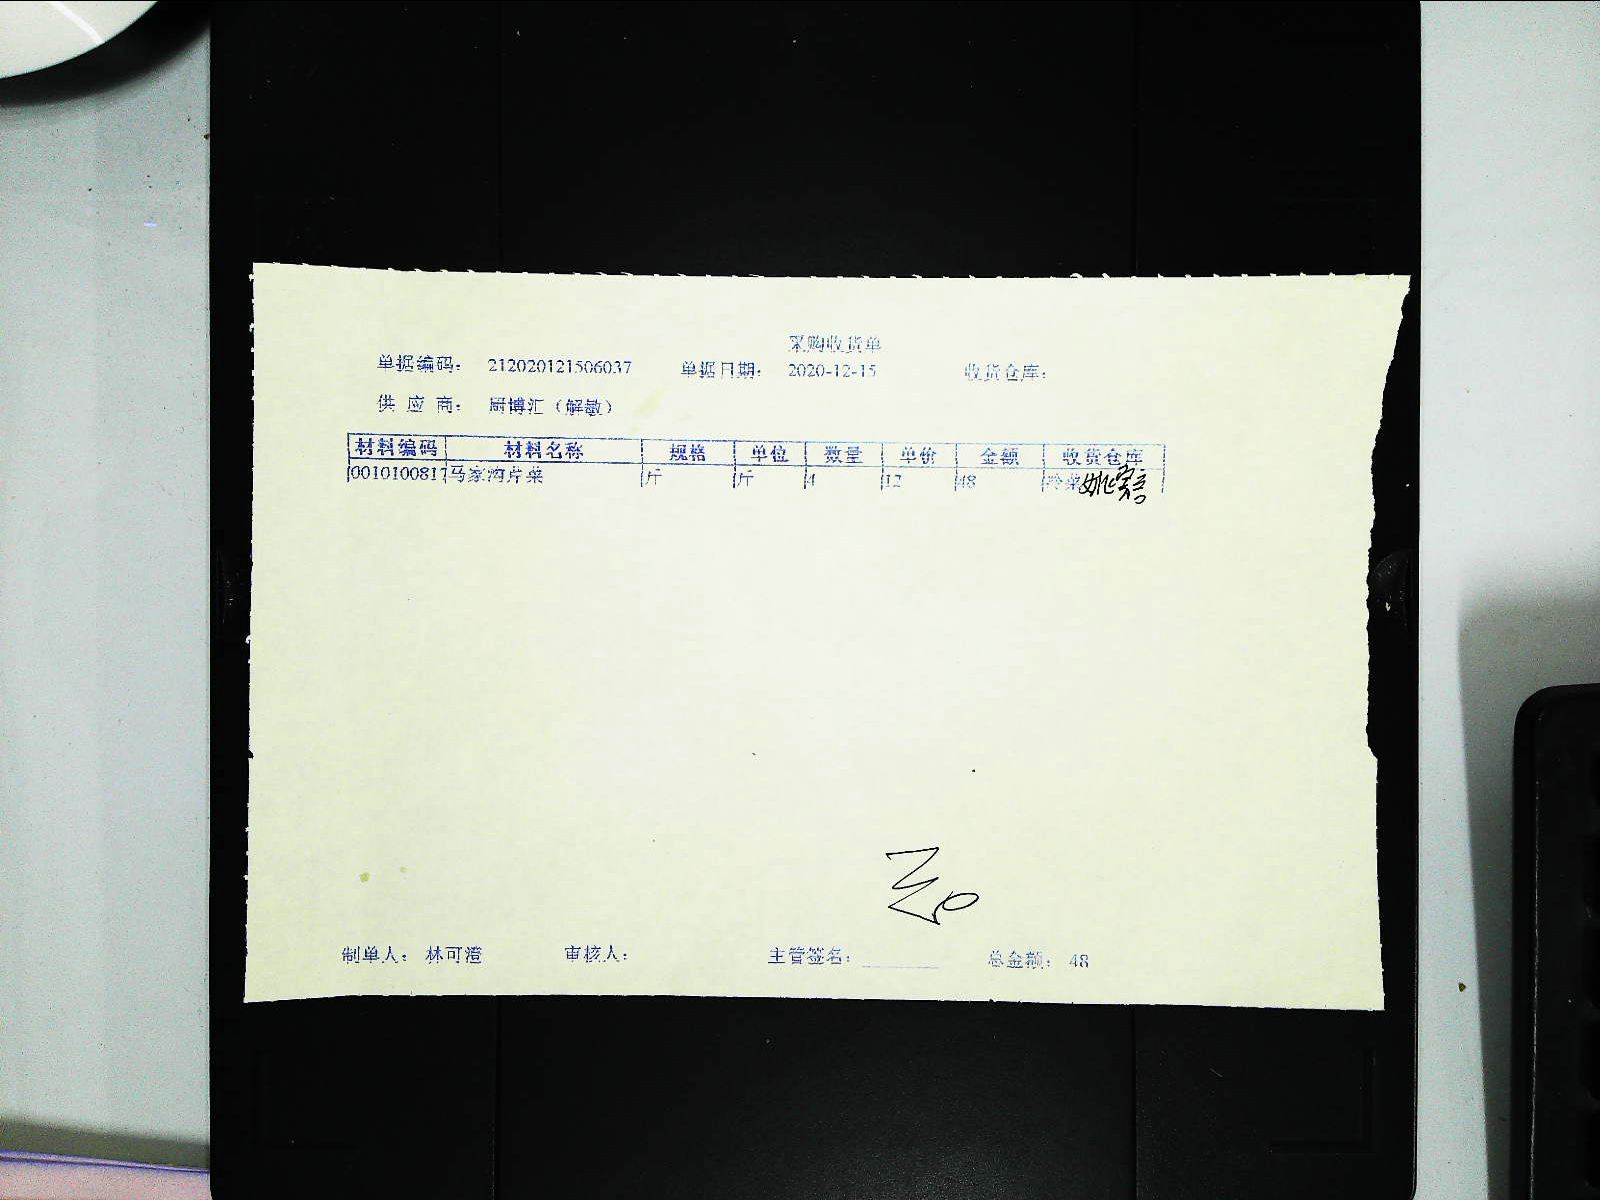 采购收货单
单据编码： 212020121506037 单据日期： 2020-12-15 收货仓库：
供 应 商： 厨博汇（解敏）
材料编码 材料名称 规格 单位 数量 单价 金额 收货仓库
0010100817 马家沟芹菜 斤 斤 4 12 48 冷菜
制单人： 林可澄 审核人： 主管签名： 总金额： 48